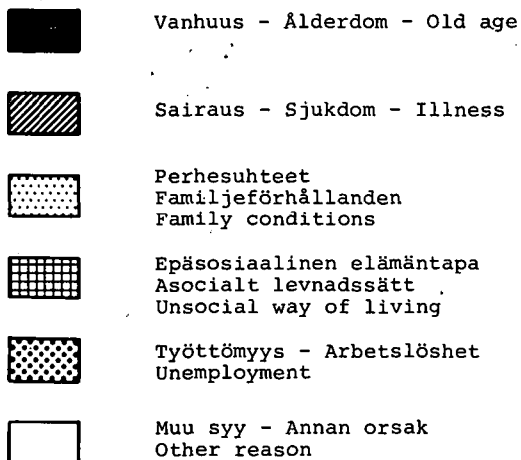 Vanhuus - Ålderdom - Old age
Sairaus - Sjukdom - Illness
Perhesuhteet
Familjeförhållanden
Family conditions
Epäsosiaalinen elämäntapa
Asocialt levnadssätt
Unsocial way of living
Työttömyys - Arbetslöshet
Unemployment
Muu syy - Annan orsak
Other reason